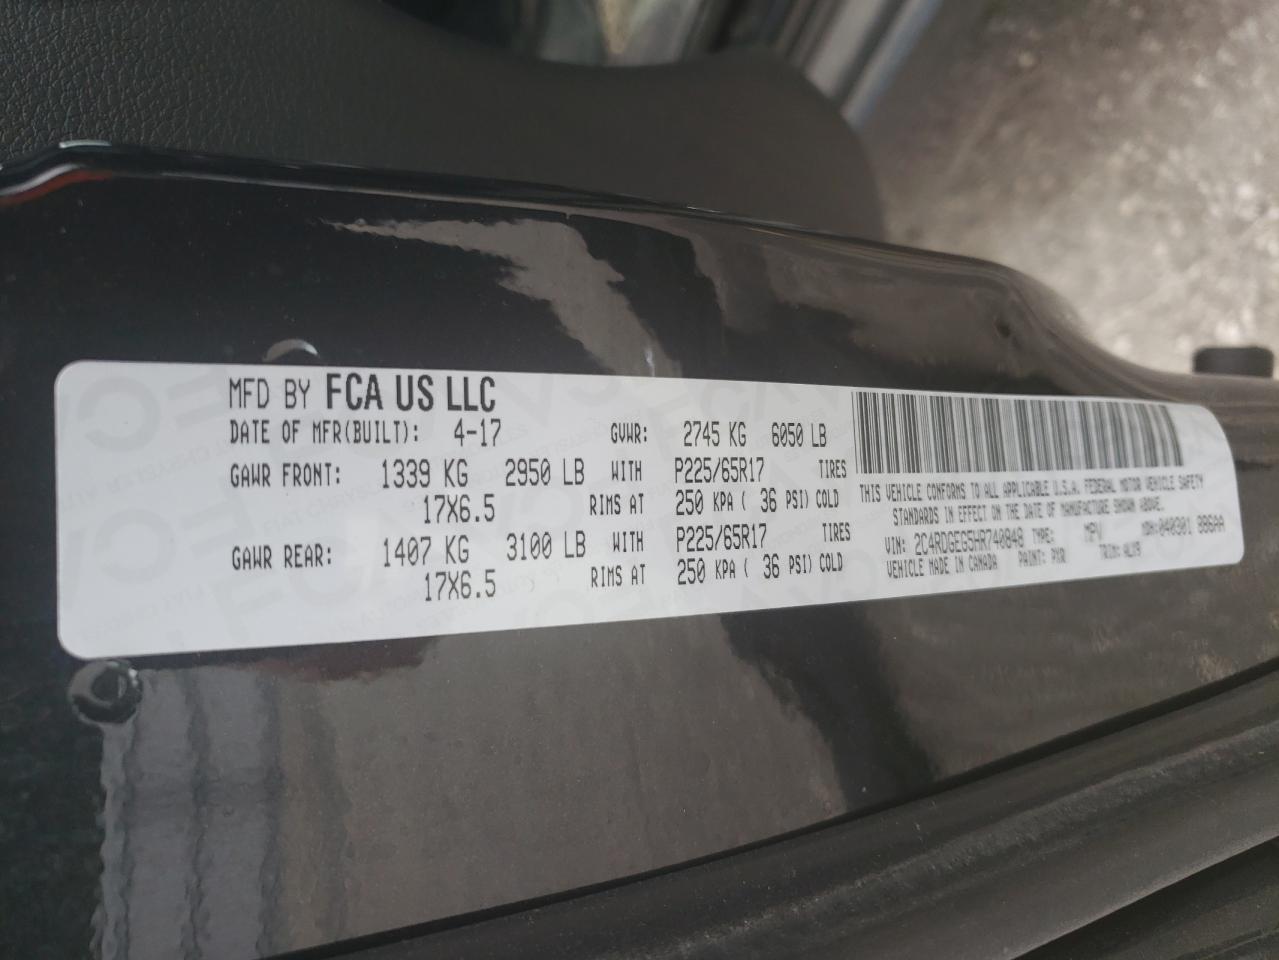 MFD BY FCA US LLC
DATE OF MFR(BUILT): 4-17 GVWR: 2745 KG 6050 LB
GAWR FRONT: 1339 KG 2950 LB WITH P225/65R17 TIRES
17X6.5 RIMS AT 250 KPA ( 36 PSI) COLD
GAWR REAR: 1407 KG 3100 LB WITH P225/65R17 TIRES
17X6.5 RIMS AT 250 KPA ( 36 PSI) COLD
THIS VEHICLE CONFORMS TO ALL APPLICABLE U.S.A. FEDERAL MOTOR VEHICLE SAFETY
STANDARDS IN EFFECT ON THE DATE OF MANUFACTURE SHOWN ABOVE.
VIN: 2C4RDGEG5HR740848 TYPE: MPV
VEHICLE MADE IN CANADA PAINT: PXR TRIM: